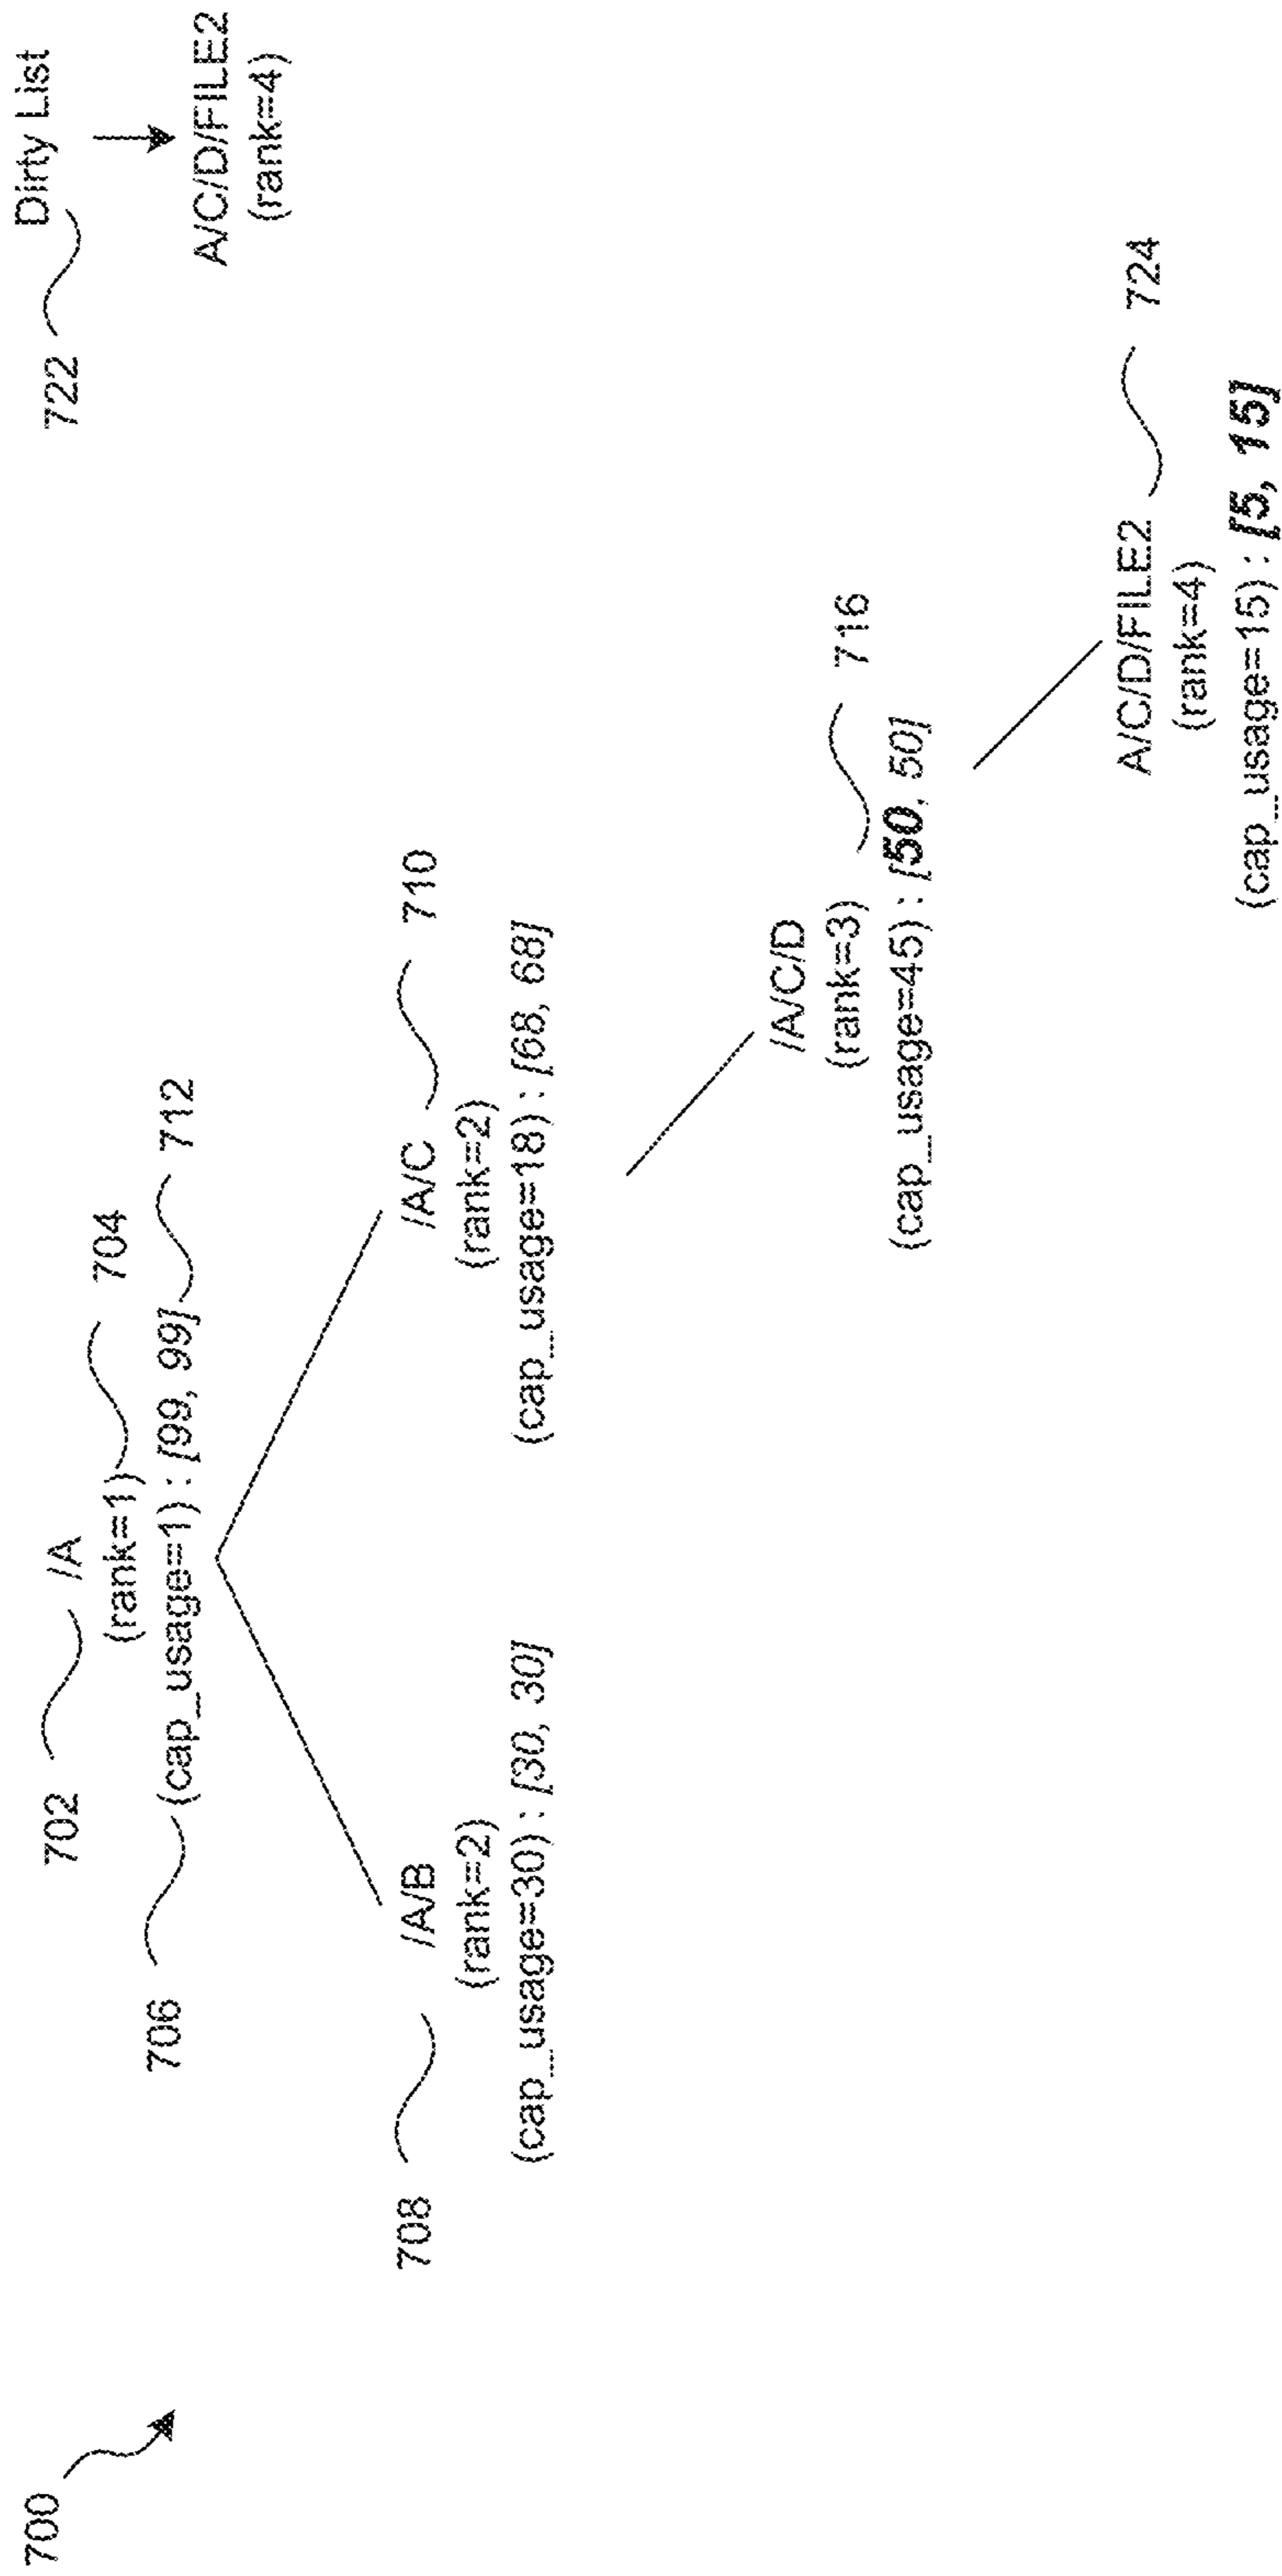 700
702
/A
704
(rank=1)
706
(cap_usage=1) : [99, 99]
712
722
Dirty List
A/C/D/FILE2
(rank=4)
708
/A/B
(rank=2)
(cap_usage=30) : [30, 30]
/A/C
710
(rank=2)
(cap_usage=18) : [68, 68]
/A/C/D
716
(rank=3)
(cap_usage=45) : [50, 50]
A/C/D/FILE2
724
(rank=4)
(cap_usage=15) : [5, 15]